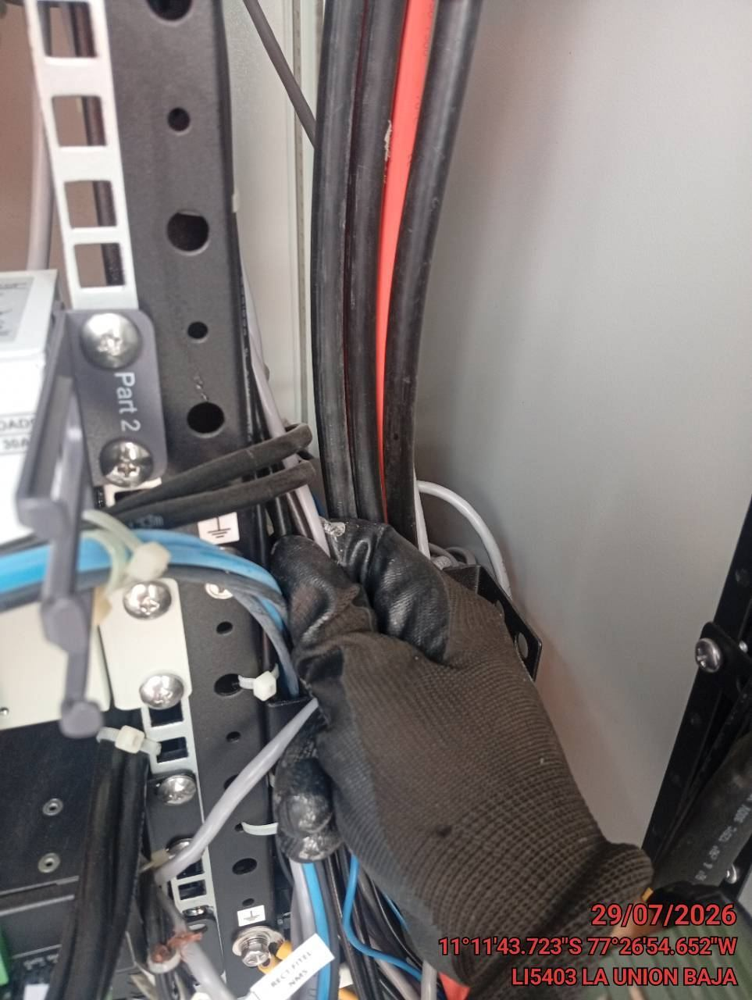 Part 2
30A
RECT FITEL
NMS
29/07/2026
11°11'43.723"S 77°26'54.652"W
LI5403 LA UNION BAJA